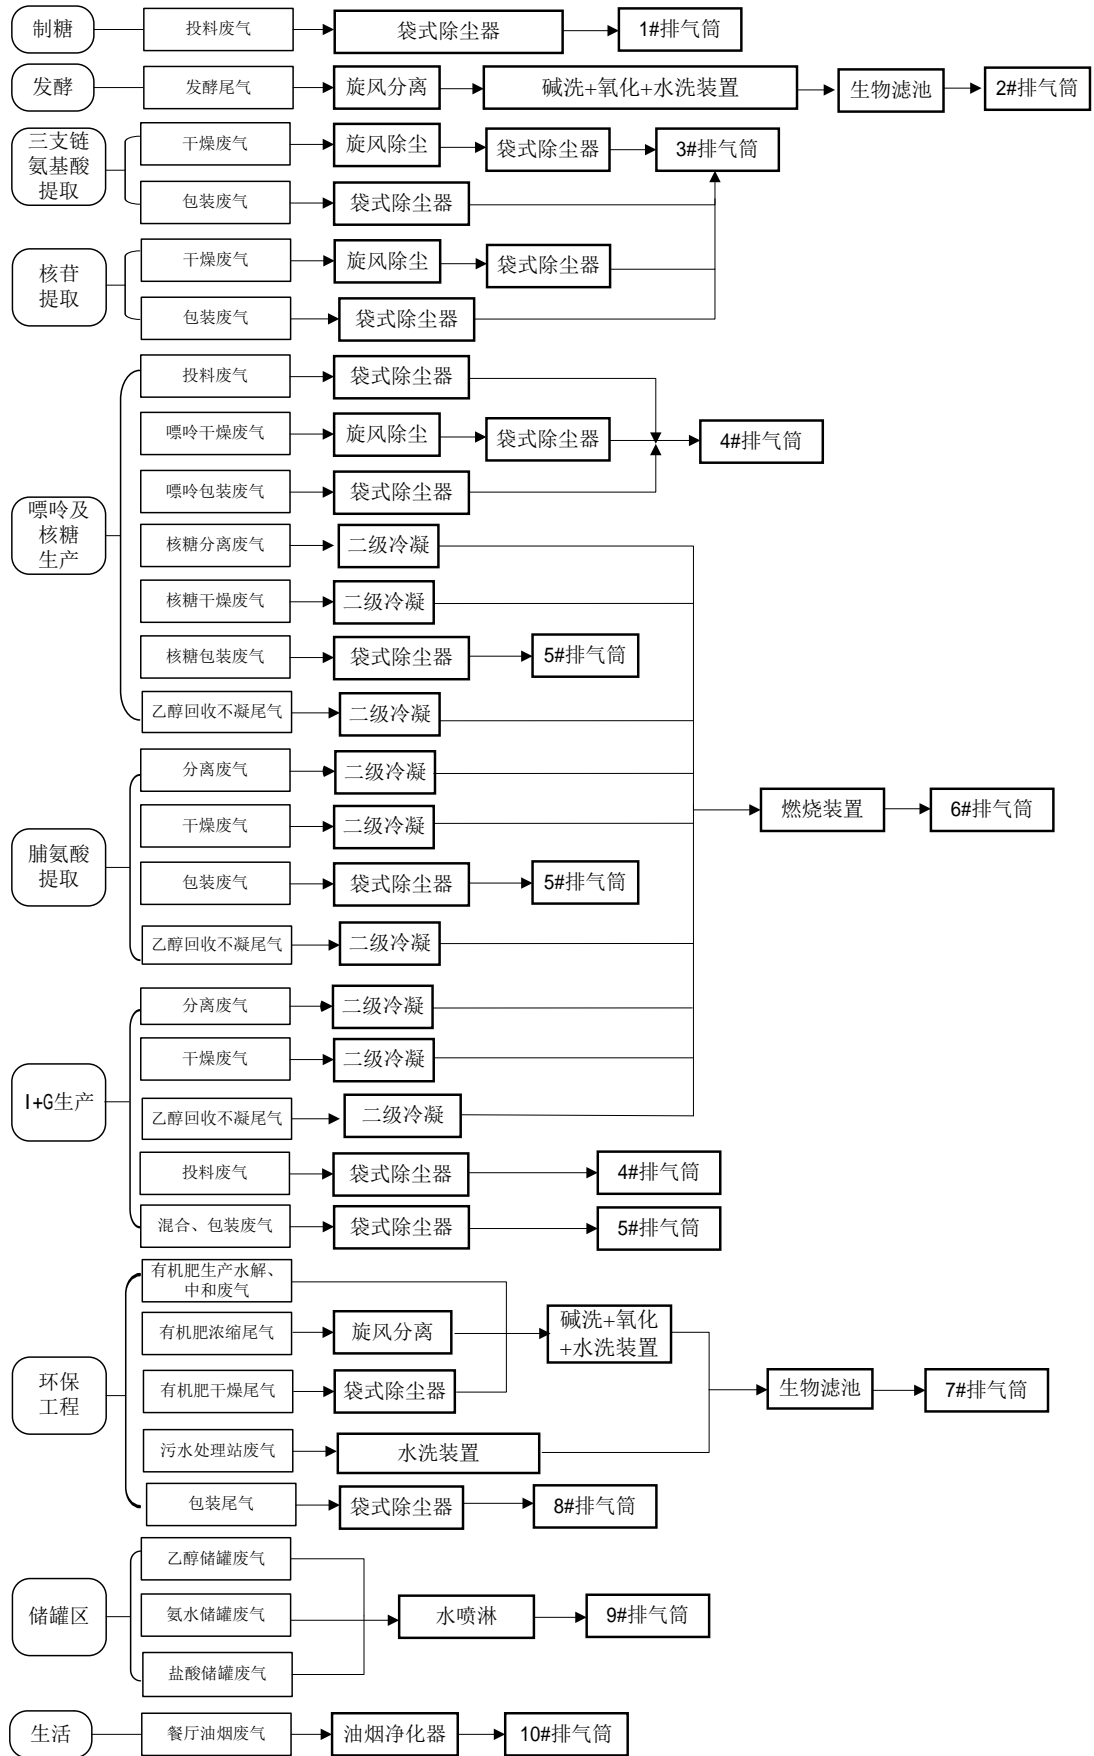 制糖
投料废气
袋式除尘器
1#排气筒
发酵
发酵尾气
旋风分离
碱洗+氧化+水洗装置
生物滤池
2#排气筒
三支链
氨基酸
提取
干燥废气
旋风除尘
袋式除尘器
3#排气筒
包装废气
袋式除尘器
核苷
提取
干燥废气
旋风除尘
袋式除尘器
包装废气
袋式除尘器
嘌呤及
核糖
生产
投料废气
袋式除尘器
嘌呤干燥废气
旋风除尘
袋式除尘器
4#排气筒
嘌呤包装废气
袋式除尘器
核糖分离废气
二级冷凝
核糖干燥废气
二级冷凝
核糖包装废气
袋式除尘器
5#排气筒
乙醇回收不凝尾气
二级冷凝
脯氨酸
提取
分离废气
二级冷凝
燃烧装置
6#排气筒
干燥废气
二级冷凝
包装废气
袋式除尘器
5#排气筒
乙醇回收不凝尾气
二级冷凝
I+G生产
分离废气
二级冷凝
干燥废气
二级冷凝
乙醇回收不凝尾气
二级冷凝
投料废气
袋式除尘器
4#排气筒
混合、包装废气
袋式除尘器
5#排气筒
环保
工程
有机肥生产水解、
中和废气
有机肥浓缩尾气
旋风分离
碱洗+氧化
+水洗装置
有机肥干燥尾气
袋式除尘器
生物滤池
7#排气筒
污水处理站废气
水洗装置
包装尾气
袋式除尘器
8#排气筒
储罐区
乙醇储罐废气
氨水储罐废气
水喷淋
9#排气筒
盐酸储罐废气
生活
餐厅油烟废气
油烟净化器
10#排气筒